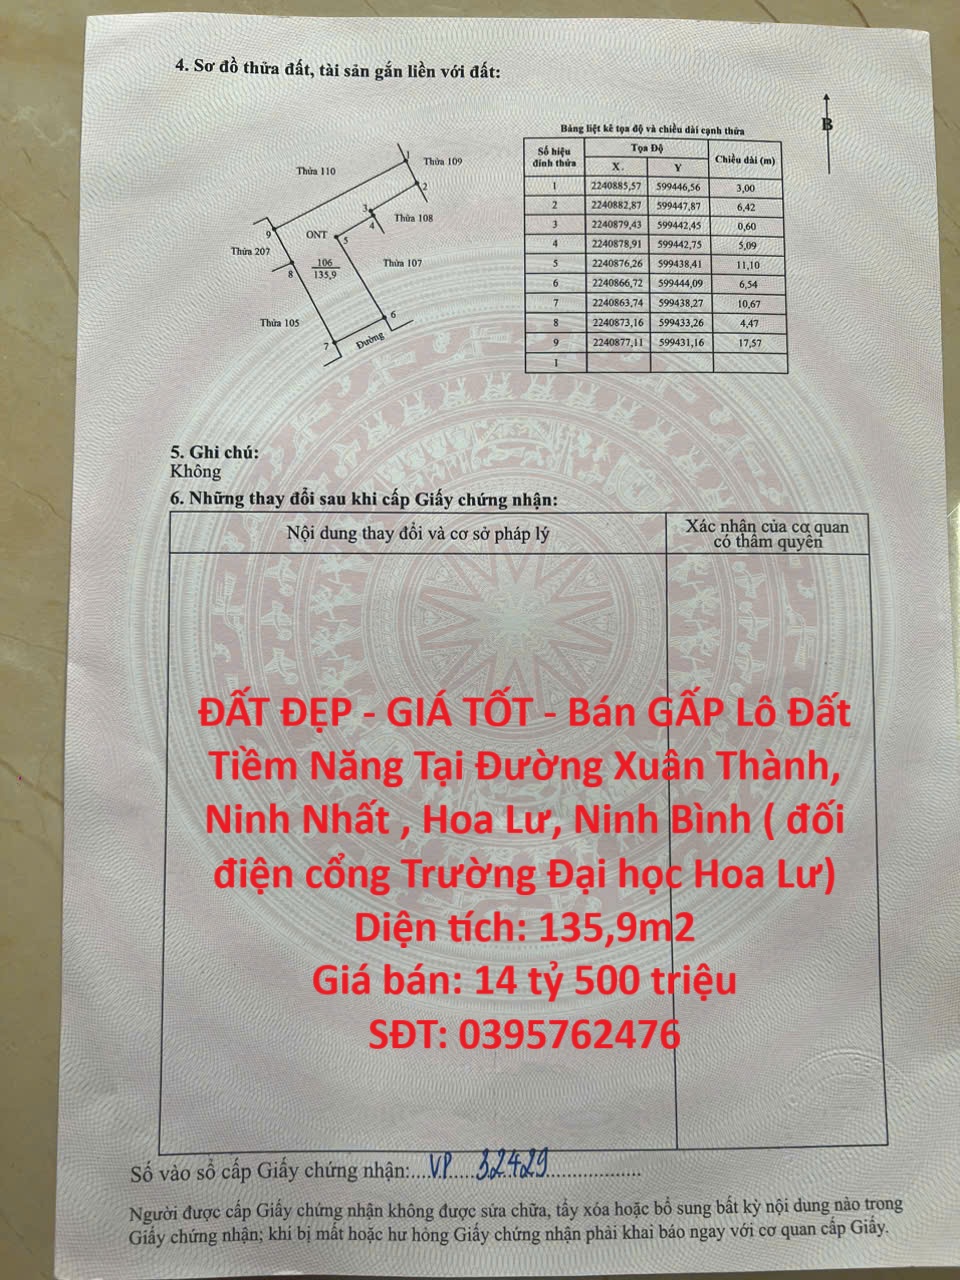 4. Sơ đồ thửa đất, tài sản gắn liền với đất:
B
Bảng liệt kê tọa độ và chiều dài cạnh thửa
Số hiệu đỉnh thửa Tọa Độ Chiều dài (m)
X. Y
1 2240885,57 599446,56 3,00
2 2240882,87 599447,87 6,42
3 2240879,43 599442,45 0,60
4 2240878,91 599442,75 5,09
5 2240876,26 599438,41 11,10
6 2240866,72 599444,09 6,54
7 2240863,74 599438,27 10,67
8 2240873,16 599433,26 4,47
9 2240877,11 599431,16 17,57
1
Thửa 110
1
Thửa 109
2
3
4
Thửa 108
9
ONT
5
Thửa 207
8
106
135,9
Thửa 107
Thửa 105
6
7
Đường
5. Ghi chú:
Không
6. Những thay đổi sau khi cấp Giấy chứng nhận:
Nội dung thay đổi và cơ sở pháp lý
Xác nhận của cơ quan
có thẩm quyền
ĐẤT ĐẸP - GIÁ TỐT - Bán GẤP Lô Đất
Tiềm Năng Tại Đường Xuân Thành,
Ninh Nhất , Hoa Lư, Ninh Bình ( đối
điện cổng Trường Đại học Hoa Lư)
Diện tích: 135,9m2
Giá bán: 14 tỷ 500 triệu
SĐT: 0395762476
Số vào sổ cấp Giấy chứng nhận:....VP.....32429....................
Người được cấp Giấy chứng nhận không được sửa chữa, tẩy xóa hoặc bổ sung bất kỳ nội dung nào trong
Giấy chứng nhận; khi bị mất hoặc hư hỏng Giấy chứng nhận phải khai báo ngay với cơ quan cấp Giấy.